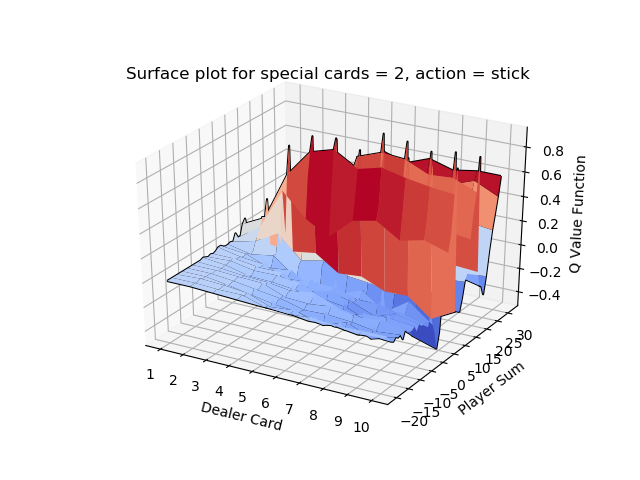 Surface plot for special cards = 2, action = stick
0.8
0.6
0.4
0.2
0.0
−0.2
−0.4
Q Value Function
1 2 3 4 5 6 7 8 9 10
Dealer Card
−20 −15 −10 −5 0 5 10 15 20 25 30
Player Sum